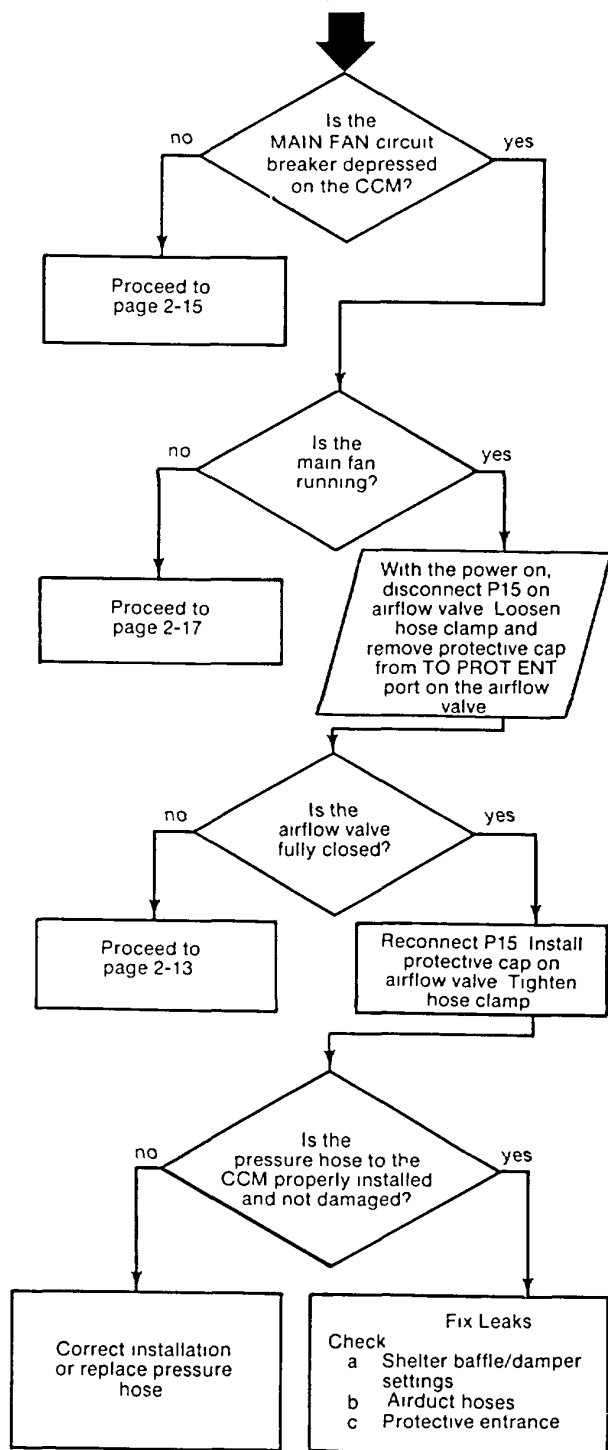 Is the
no
MAIN FAN circuit
yes
breaker depressed
on the CCM?
Proceed to
page 2-15
Is the
no
main fan
yes
running?
Proceed to
page 2-17
With the power on,
disconnect P15 on
airflow valve Loosen
hose clamp and
remove protective cap
from TO PROT ENT
port on the airflow
valve
Is the
no
airflow valve
yes
fully closed?
Proceed to
page 2-13
Reconnect P15 Install
protective cap on
airflow valve Tighten
hose clamp
Is the
no
pressure hose to the
yes
CCM properly installed
and not damaged?
Correct installation
or replace pressure
hose
Fix Leaks
Check
a Shelter baffle/damper
settings
b Airduct hoses
c Protective entrance